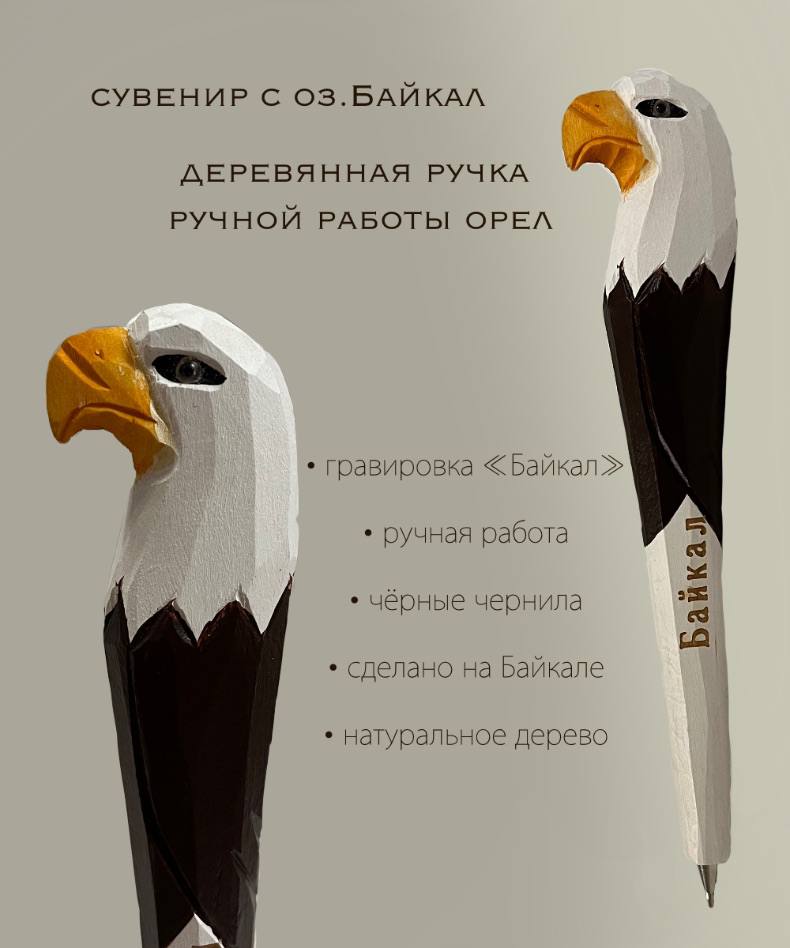 сувенир с оз.Байкал
деревянная ручка
ручной работы орел
• гравировка ≪Байкал≫
• ручная работа
• чёрные чернила
• сделано на Байкале
• натуральное дерево
Байкал